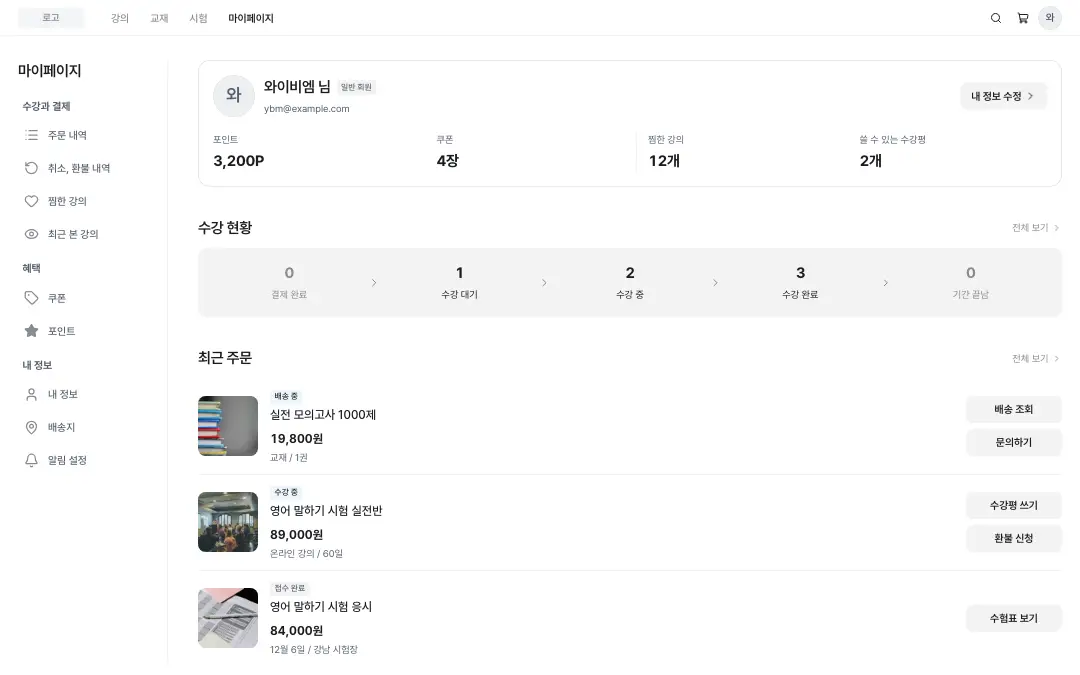 로고
강의
교재
시험
마이페이지
와
마이페이지
수강과 결제
주문 내역
취소, 환불 내역
찜한 강의
최근 본 강의
혜택
쿠폰
포인트
내 정보
내 정보
배송지
알림 설정
와
와이비엠 님
일반 회원
ybm@example.com
내 정보 수정
포인트
3,200P
쿠폰
4장
찜한 강의
12개
쓸 수 있는 수강평
2개
수강 현황
전체 보기
0
결제 완료
1
수강 대기
2
수강 중
3
수강 완료
0
기간 끝남
최근 주문
전체 보기
배송 중
실전 모의고사 1000제
19,800원
교재 / 1권
배송 조회
문의하기
수강 중
영어 말하기 시험 실전반
89,000원
온라인 강의 / 60일
수강평 쓰기
환불 신청
접수 완료
영어 말하기 시험 응시
84,000원
12월 6일 / 강남 시험장
수험표 보기